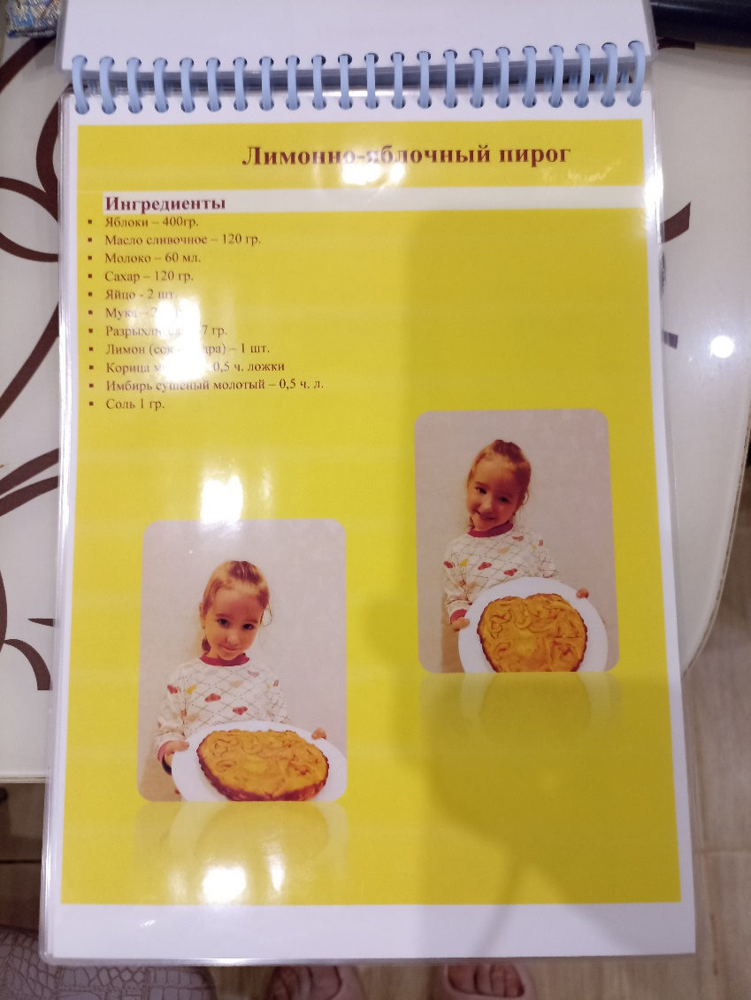 Лимонно-яблочный пирог
Ингредиенты
Яблоки – 400гр.
Масло сливочное – 120 гр.
Молоко – 60 мл.
Сахар – 120 гр.
Яйцо - 2 шт.
Мука
7 гр.
Лимон (сок – 1 шт.
Корица 0,5 ч. ложки
Имбирь сушеный молотый – 0,5 ч. л.
Соль 1 гр.